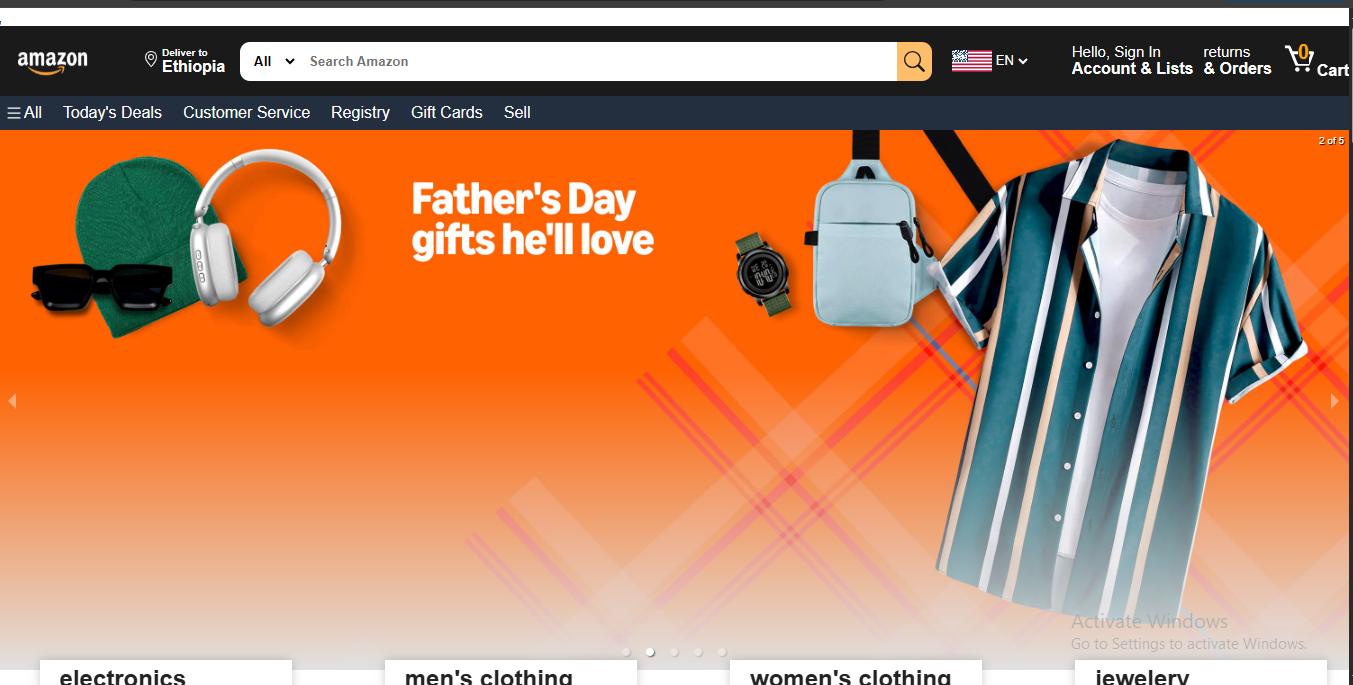 amazon
Deliver to
Ethiopia
All
Search Amazon
EN
Hello, Sign In
Account & Lists
returns
& Orders
0
Cart
All
Today's Deals
Customer Service
Registry
Gift Cards
Sell
2 of 5
Father's Day
gifts he'll love
10:40
Activate Windows
Go to Settings to activate Windows.
electronics
men's clothing
women's clothing
jewelery